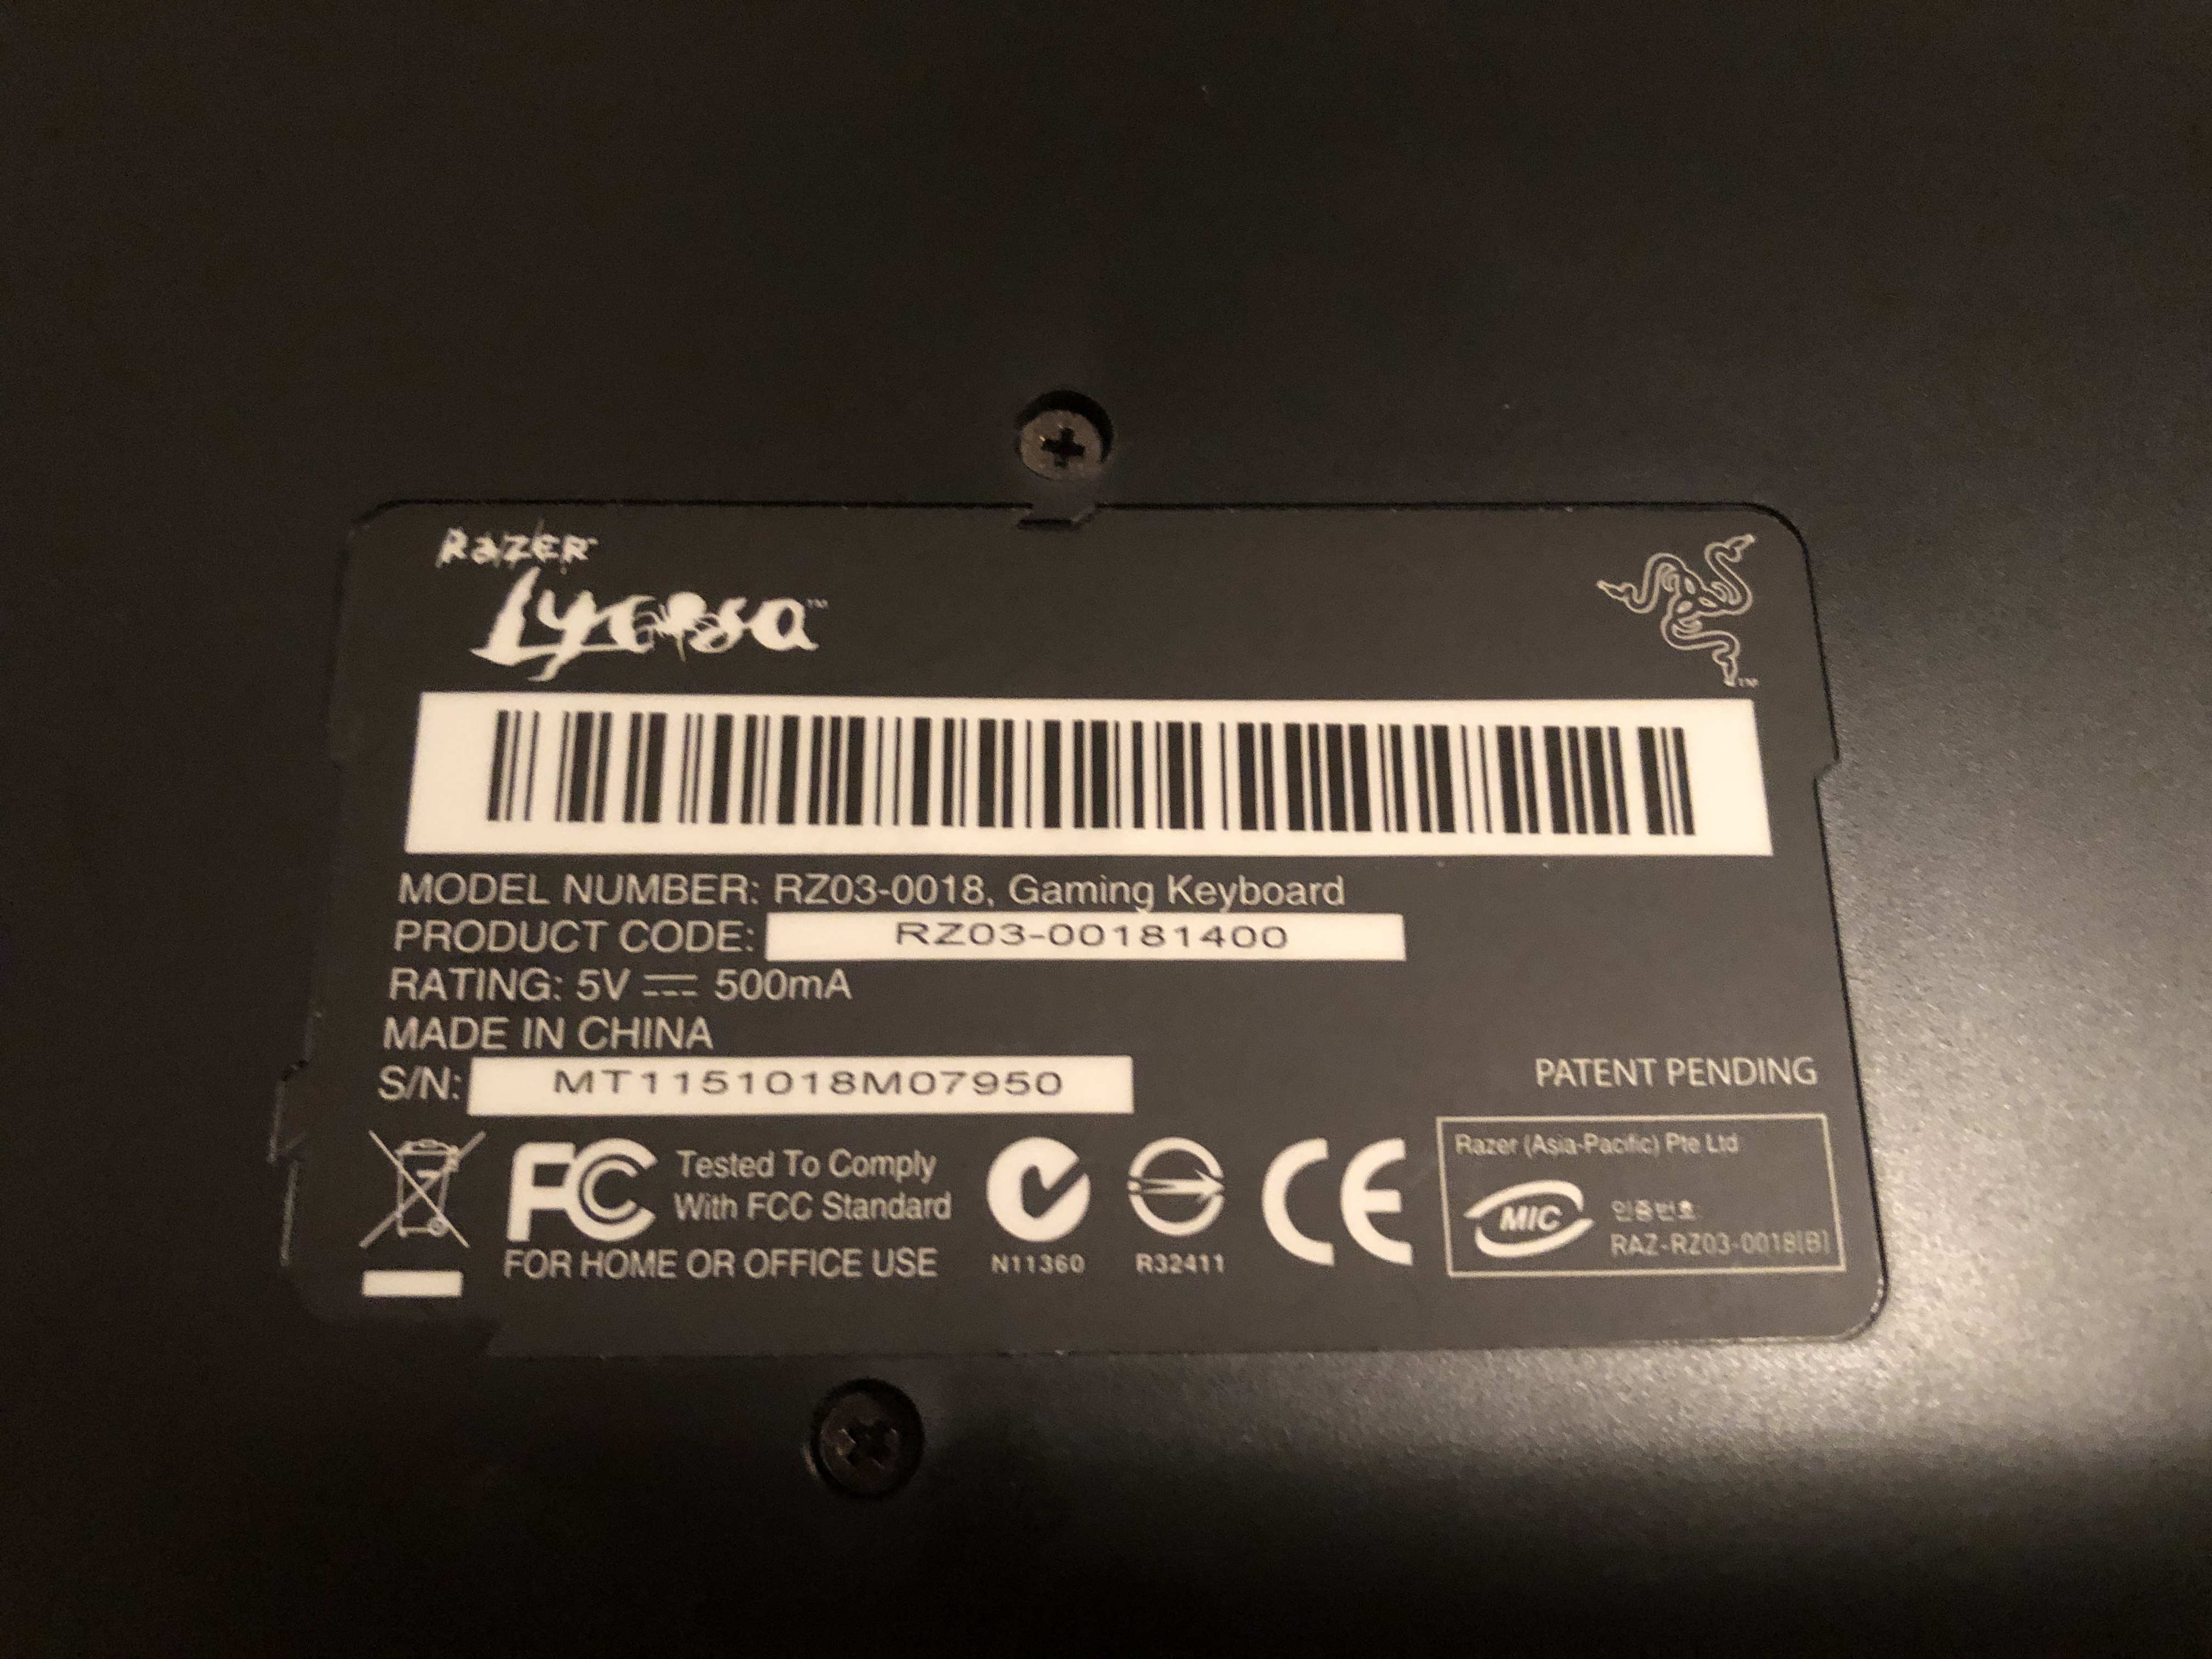 RAZER
Lycosa™
TM
MODEL NUMBER: RZ03-0018, Gaming Keyboard
PRODUCT CODE: RZ03-00181400
RATING: 5V ⎓ 500mA
MADE IN CHINA
S/N: MT1151018M07950
PATENT PENDING
FC Tested To Comply
With FCC Standard
FOR HOME OR OFFICE USE
N11360
R32411
CE
Razer (Asia-Pacific) Pte Ltd
MIC 인증번호
RAZ-RZ03-0018(B)